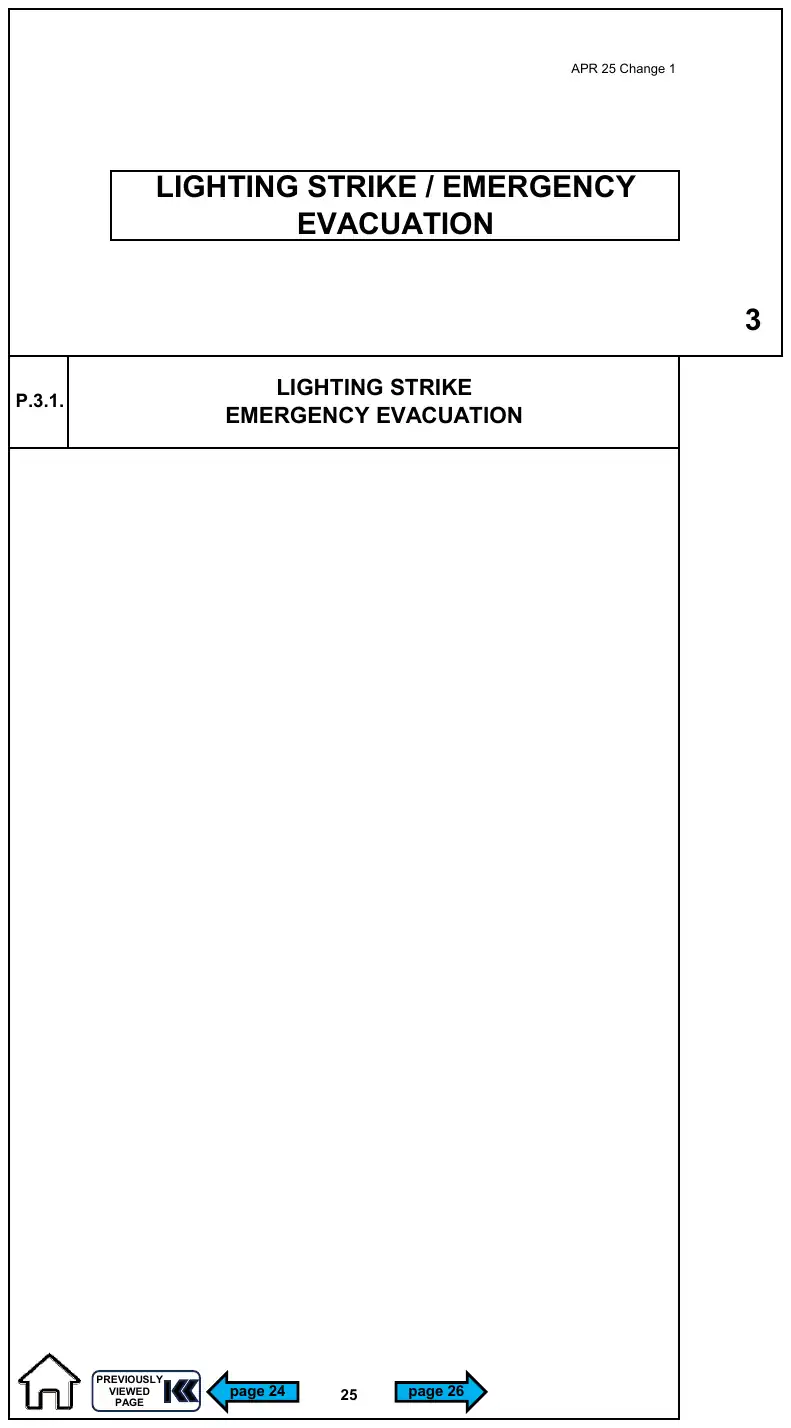 APR 25 Change 1
LIGHTING STRIKE / EMERGENCY
EVACUATION
3
P.3.1.
LIGHTING STRIKE
EMERGENCY EVACUATION
PREVIOUSLY
VIEWED
PAGE
page 24
25
page 26